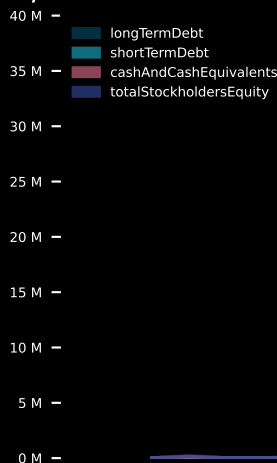 40 M
longTermDebt
shortTermDebt
35 M
cashAndCashEquivalents
totalStockholdersEquity
30 M
25 M
20 M
15 M
10 M
5 M
0 M